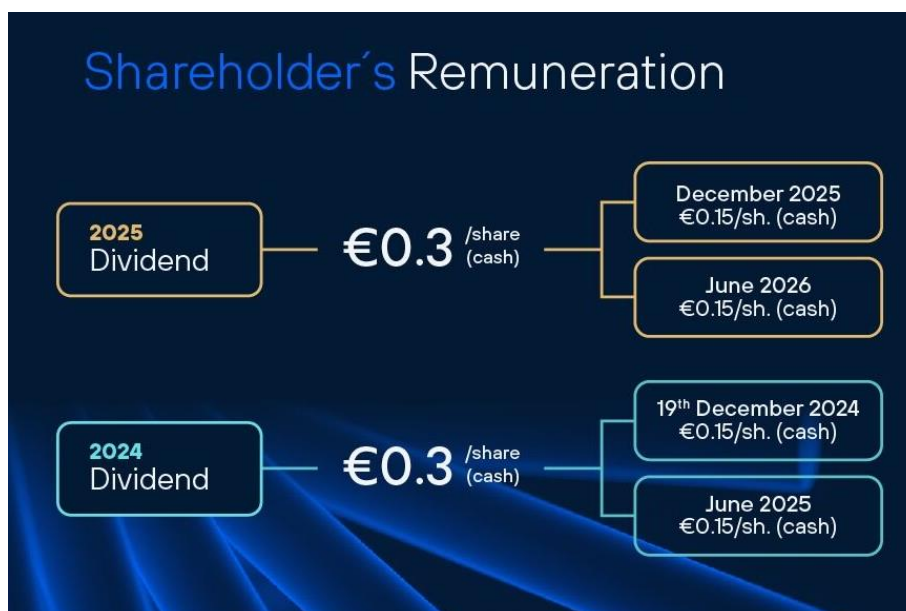 Shareholder´s Remuneration
2025
Dividend
€0.3 /share
(cash)
December 2025
€0.15/sh. (cash)
June 2026
€0.15/sh. (cash)
2024
Dividend
€0.3 /share
(cash)
19th December 2024
€0.15/sh. (cash)
June 2025
€0.15/sh. (cash)